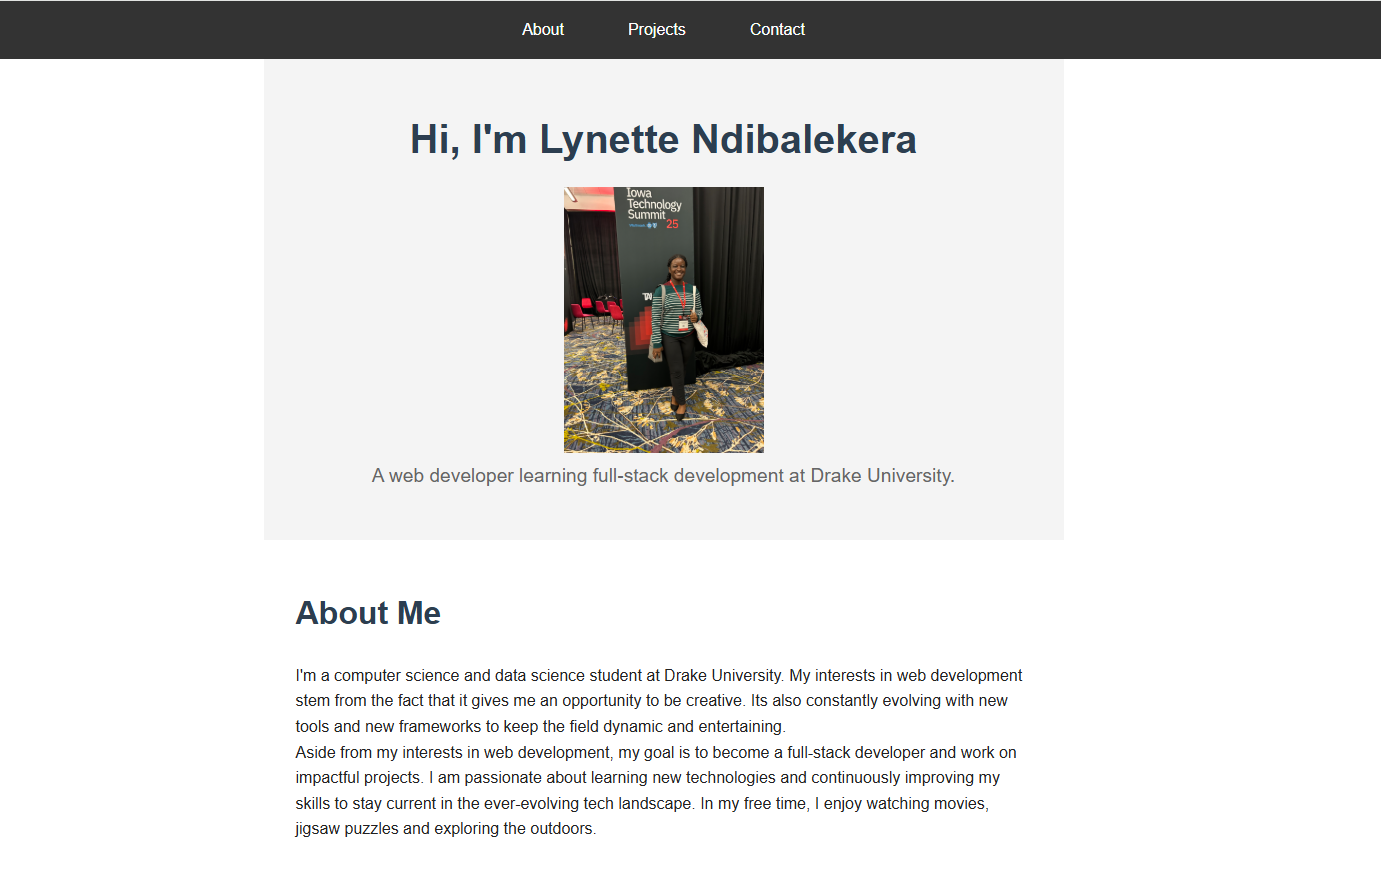 About Projects Contact
Hi, I'm Lynette Ndibalekera
Iowa
Technology
Summit
25
A web developer learning full-stack development at Drake University.
About Me
I'm a computer science and data science student at Drake University. My interests in web development
stem from the fact that it gives me an opportunity to be creative. Its also constantly evolving with new
tools and new frameworks to keep the field dynamic and entertaining.
Aside from my interests in web development, my goal is to become a full-stack developer and work on
impactful projects. I am passionate about learning new technologies and continuously improving my
skills to stay current in the ever-evolving tech landscape. In my free time, I enjoy watching movies,
jigsaw puzzles and exploring the outdoors.